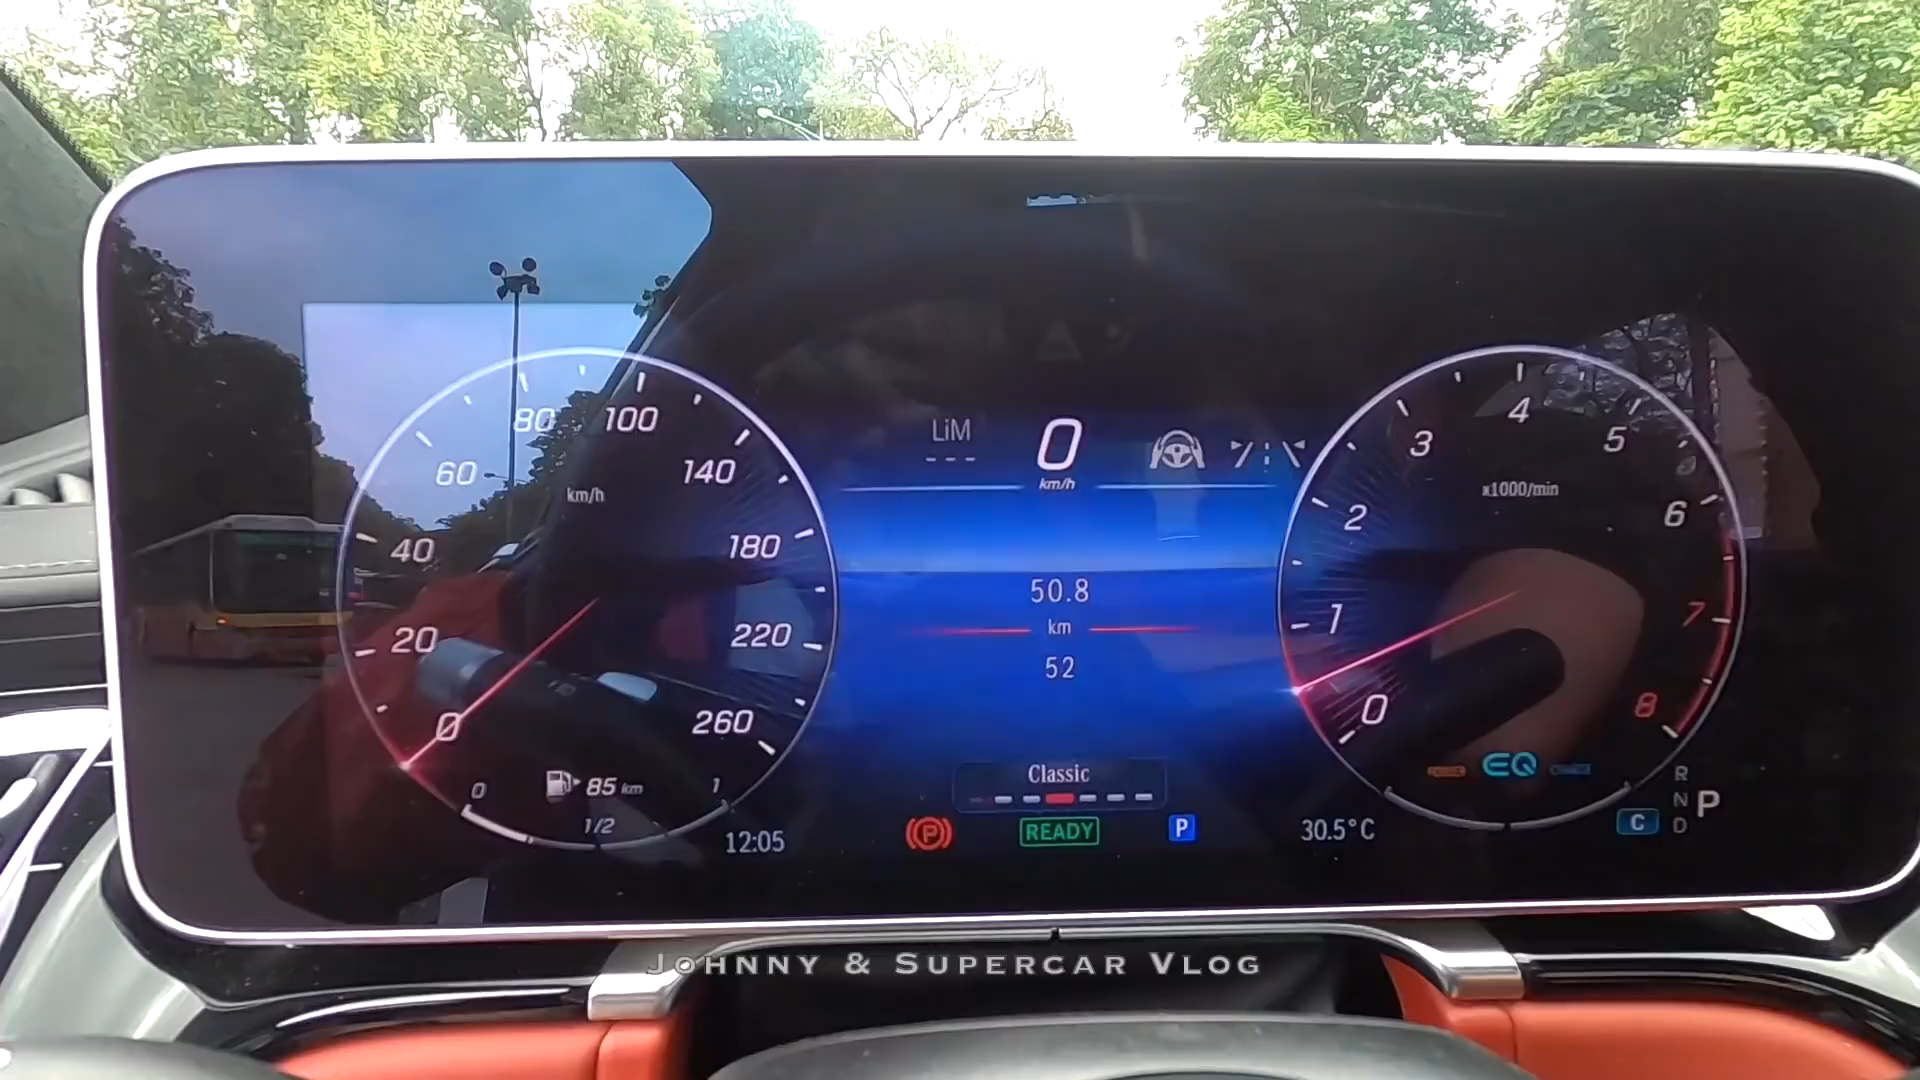 LiM
---
0
km/h
0
20
40
60
80
100
140
180
220
260
km/h
50.8
km
52
0
1
2
3
4
5
6
7
8
x1000/min
0
85 km
1
1/2
12:05
Classic
P
READY
P
30.5°C
POWER
EQ
CHARGE
C
R
N
D
P
JOHNNY & SUPERCAR VLOG